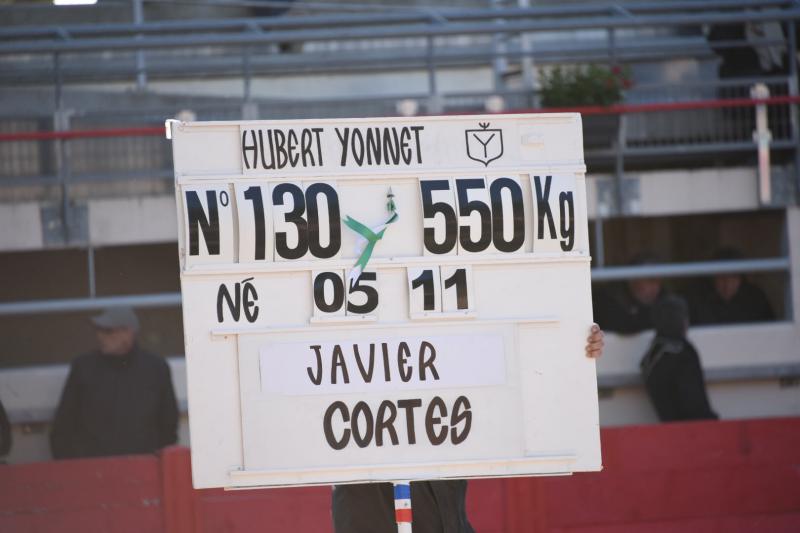 HUBERT YONNET
N° 130 550 Kg
NÉ 05 11
JAVIER
CORTES